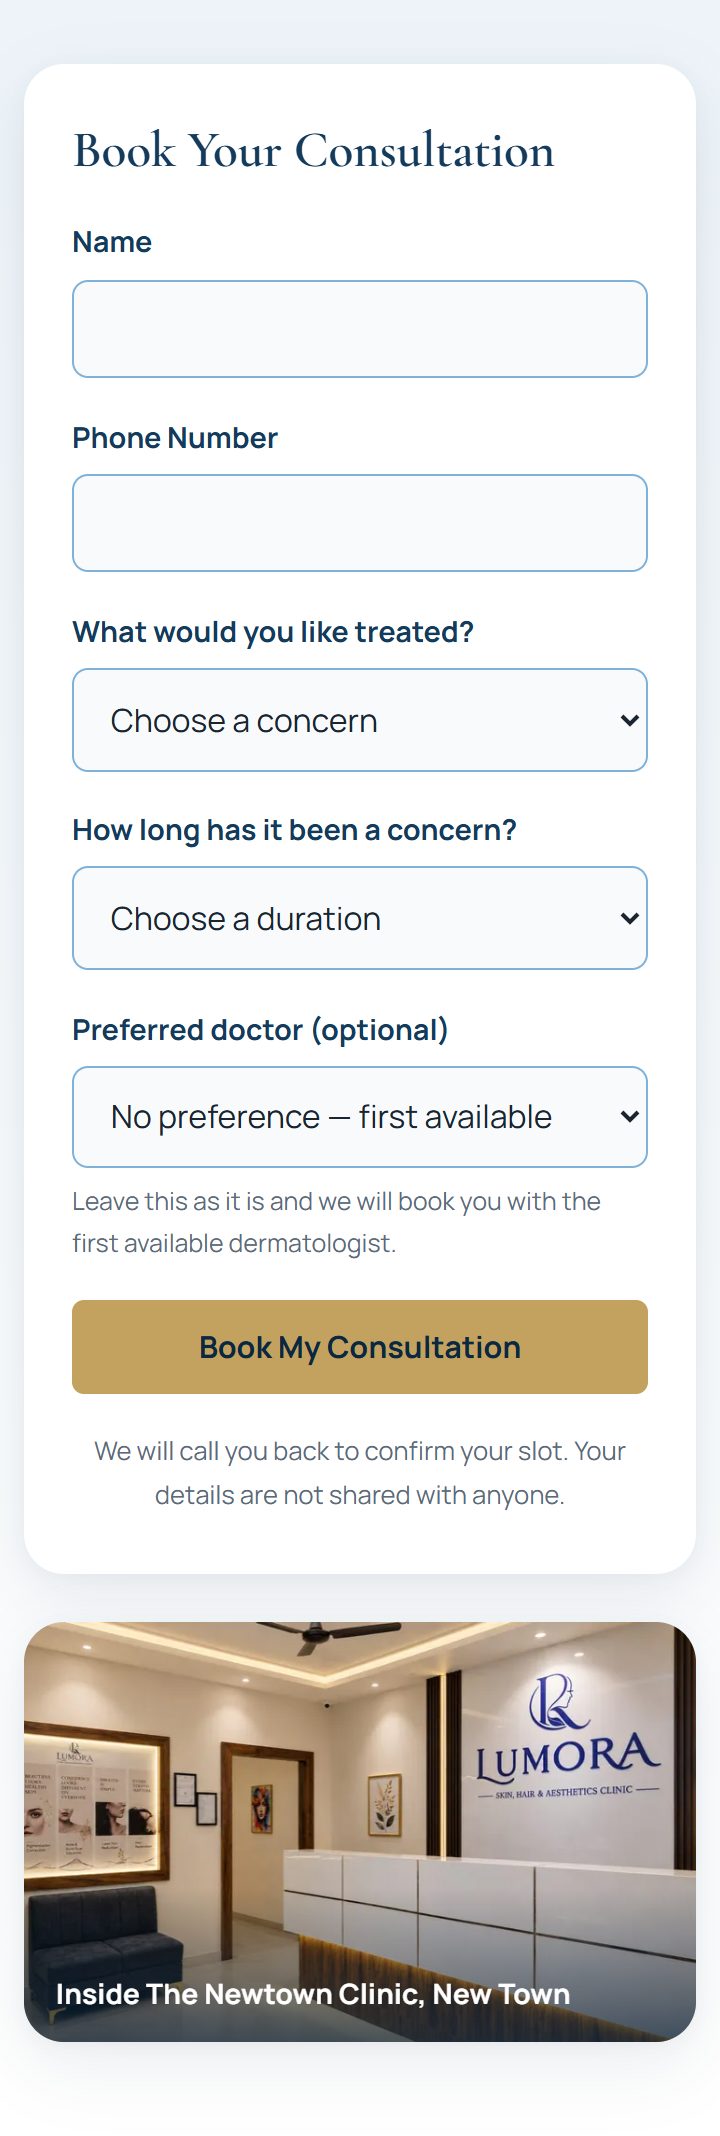 Book Your Consultation
Name
Phone Number
What would you like treated?
Choose a concern
How long has it been a concern?
Choose a duration
Preferred doctor (optional)
No preference — first available
Leave this as it is and we will book you with the
first available dermatologist.
Book My Consultation
We will call you back to confirm your slot. Your
details are not shared with anyone.
LUMORA
SKIN, HAIR & AESTHETICS CLINIC
LUMORA
Inside The Newtown Clinic, New Town